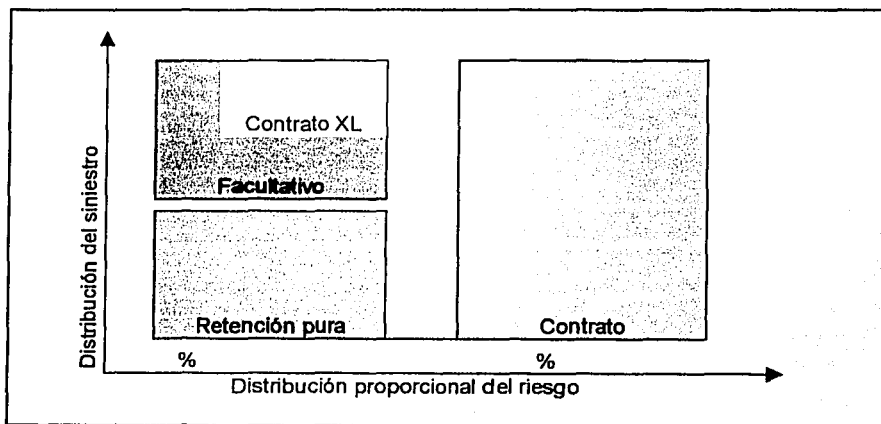 Distribución del siniestro
Contrato XL
Facultativo
Retención pura
Contrato
%
%
Distribución proporcional del riesgo